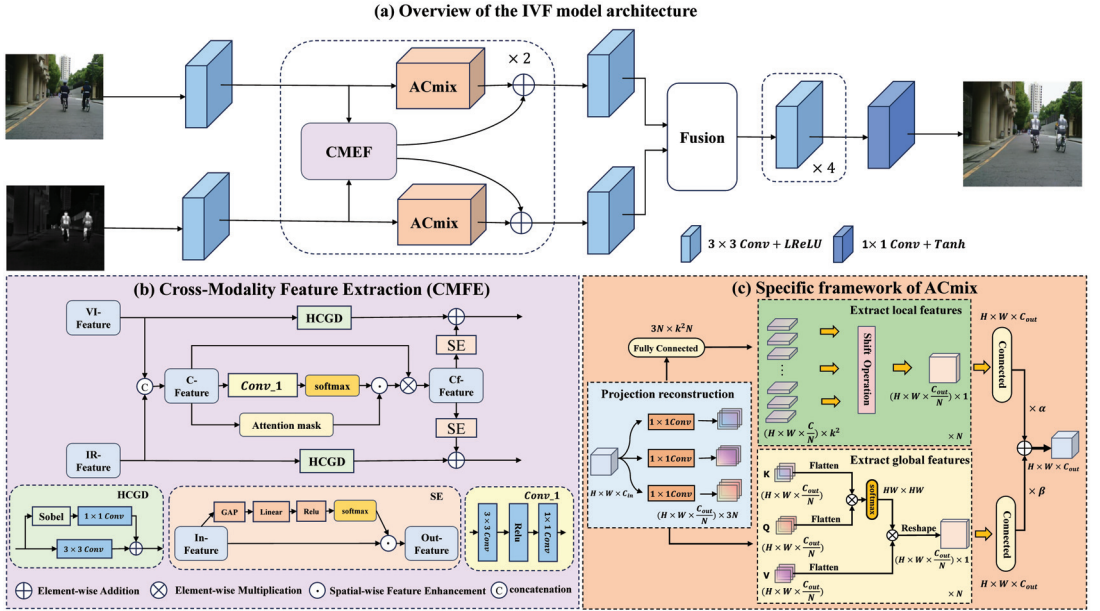 (a) Overview of the IVF model architecture
× 2
ACmix
CMEF
ACmix
Fusion
× 4
3 × 3 Conv + LReLU
1× 1 Conv + Tanh
(b) Cross-Modality Feature Extraction (CMFE)
VI-
Feature
HCGD
SE
C
C-
Feature
Conv_1
softmax
Cf-
Feature
Attention mask
SE
IR-
Feature
HCGD
HCGD
Sobel
1 × 1 Conv
3 × 3 Conv
SE
GAP
Linear
Relu
softmax
In-
Feature
Out-
Feature
Conv_1
3 × 3 Conv
Relu
1×1 Conv
Element-wise Addition
Element-wise Multiplication
Spatial-wise Feature Enhancement
C
concatenation
(c) Specific framework of ACmix
3N × k²N
Fully Connected
Projection reconstruction
1 × 1Conv
1 × 1Conv
1 × 1Conv
H × W × C_in
(H × W × C_out/N) × 3N
Extract local features
Shift Operation
(H × W × C/N) × k²
(H × W × C_out/N) × 1
× N
Extract global features
K
Flatten
(H × W × C_out/N)
softmax
HW × HW
Q
Flatten
(H × W × C_out/N)
Reshape
(H × W × C_out/N) × 1
V
Flatten
(H × W × C_out/N)
× N
H × W × C_out
Connected
× α
H × W × C_out
× β
Connected
H × W × C_out